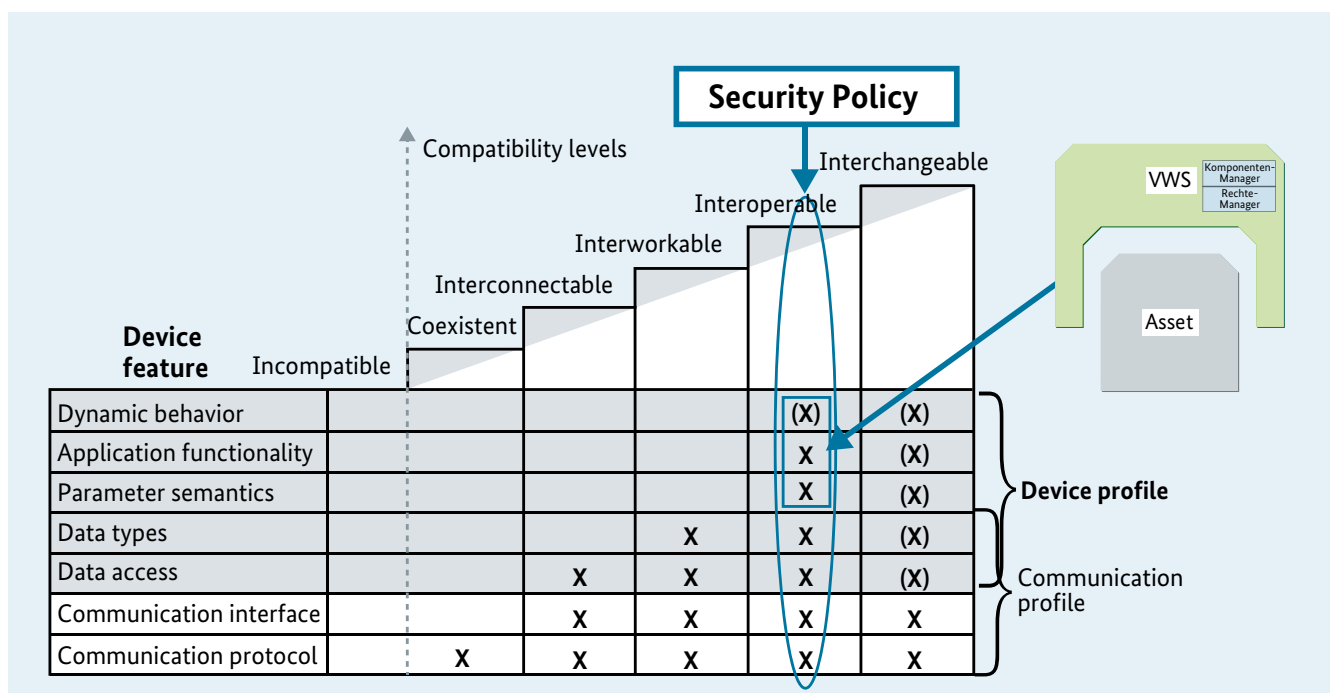 Security Policy
Compatibility levels
Interchangeable
Interoperable
Interworkable
Interconnectable
Coexistent
Incompatible
Device
feature
VWS
Komponenten-
Manager
Rechte-
Manager
Asset
Dynamic behavior (X) (X)
Application functionality X (X)
Parameter semantics X (X)
Data types X X (X)
Data access X X X (X)
Communication interface X X X X
Communication protocol X X X X X
Device profile
Communication
profile